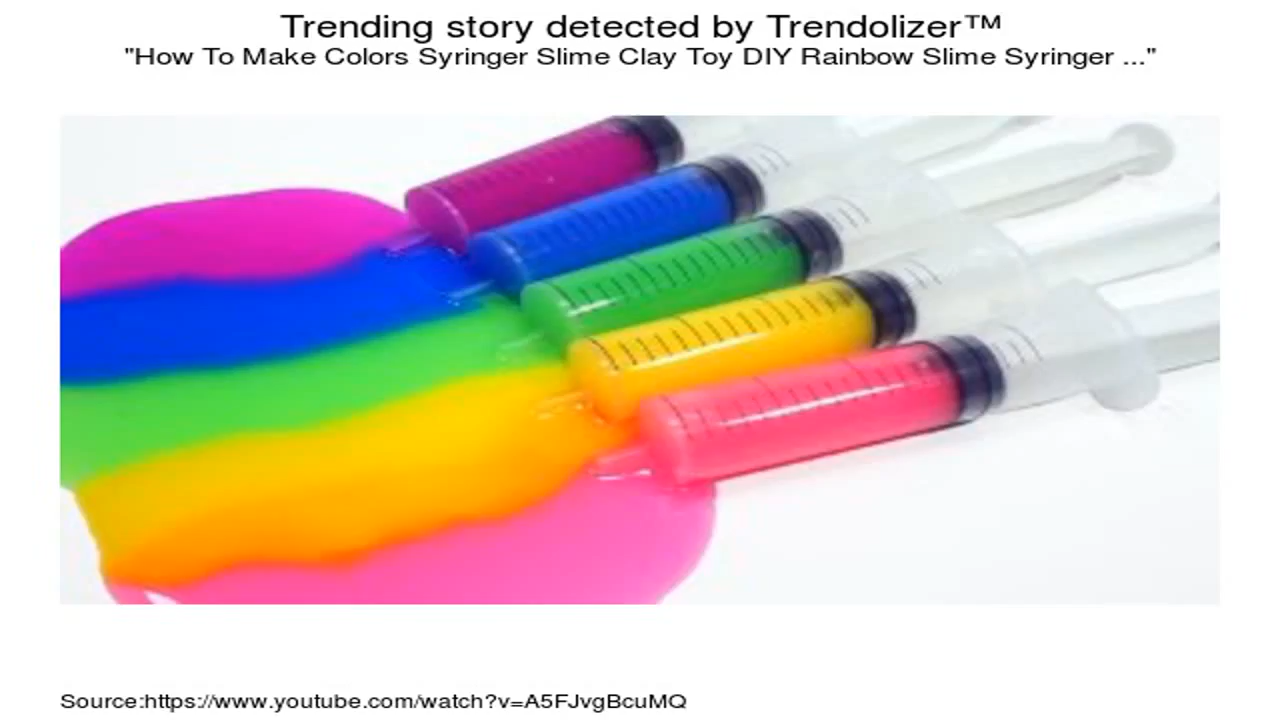 Trending story detected by Trendolizer™
"How To Make Colors Syringer Slime Clay Toy DIY Rainbow Slime Syringer ..."
Source:https://www.youtube.com/watch?v=A5FJvgBcuMQ